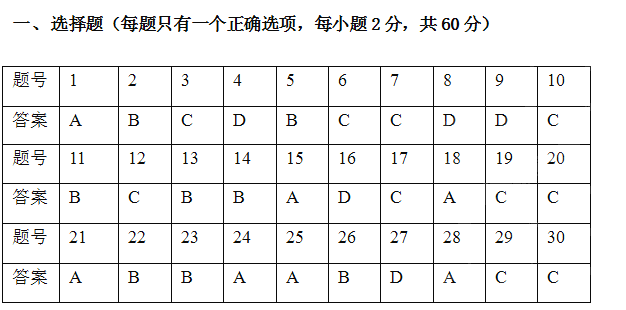 一、选择题（每题只有一个正确选项，每小题 2 分，共 60 分）
题号 1 2 3 4 5 6 7 8 9 10
答案 A B C D B C C D D C
题号 11 12 13 14 15 16 17 18 19 20
答案 B C B B A D C A C C
题号 21 22 23 24 25 26 27 28 29 30
答案 A B B A A B D A C C